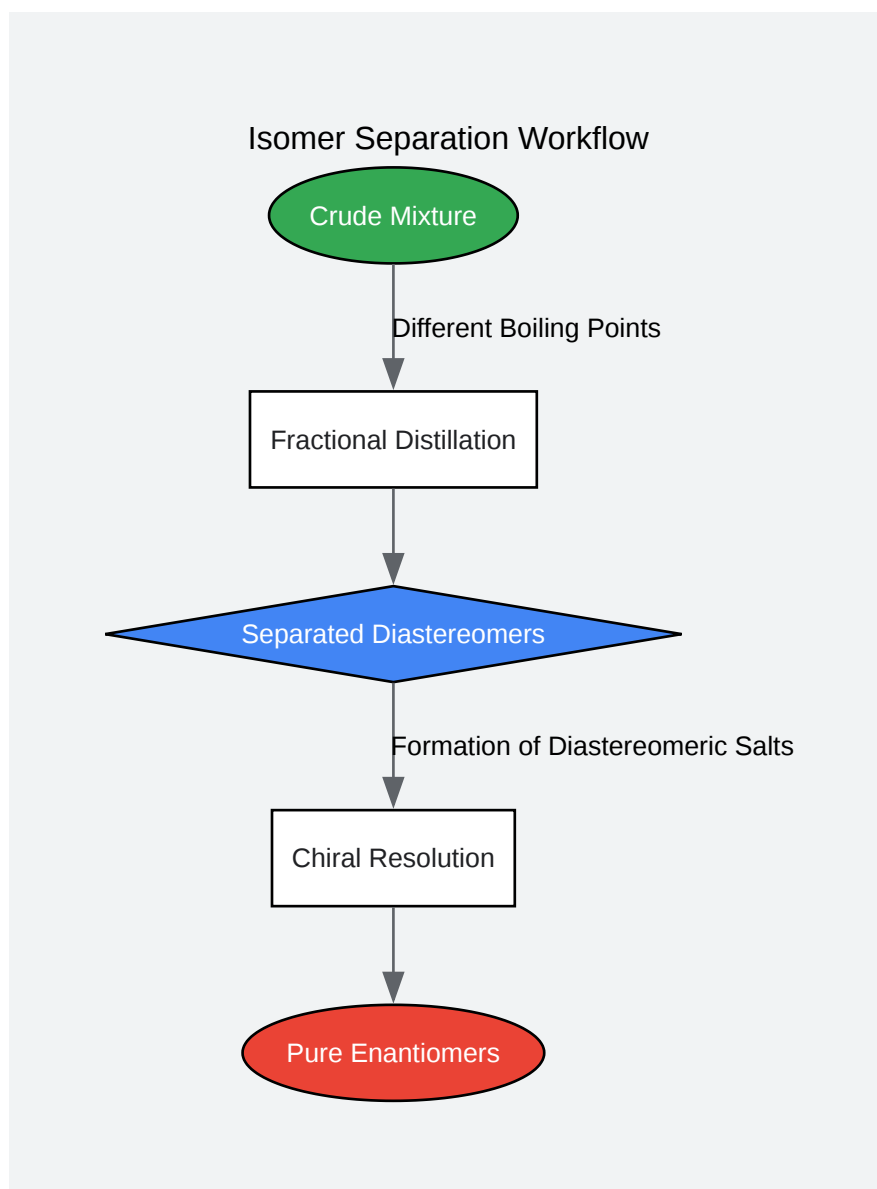 Isomer Separation Workflow
Crude Mixture
Different Boiling Points
Fractional Distillation
Separated Diastereomers
Formation of Diastereomeric Salts
Chiral Resolution
Pure Enantiomers